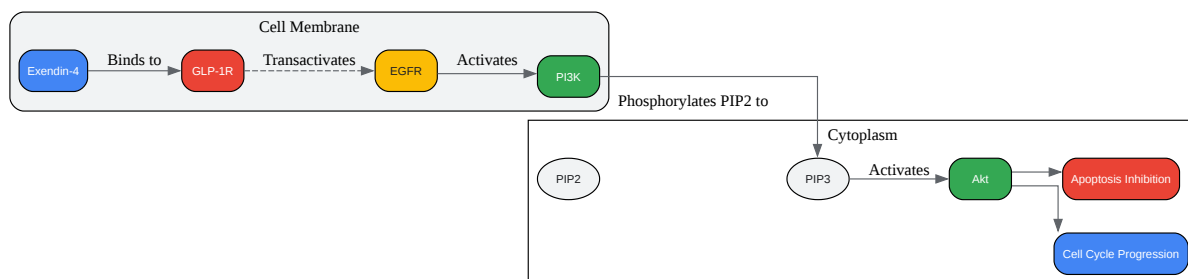 Cell Membrane
Exendin-4
Binds to
GLP-1R
Transactivates
EGFR
Activates
PI3K
Phosphorylates PIP2 to
Cytoplasm
PIP2
PIP3
Activates
Akt
Apoptosis Inhibition
Cell Cycle Progression